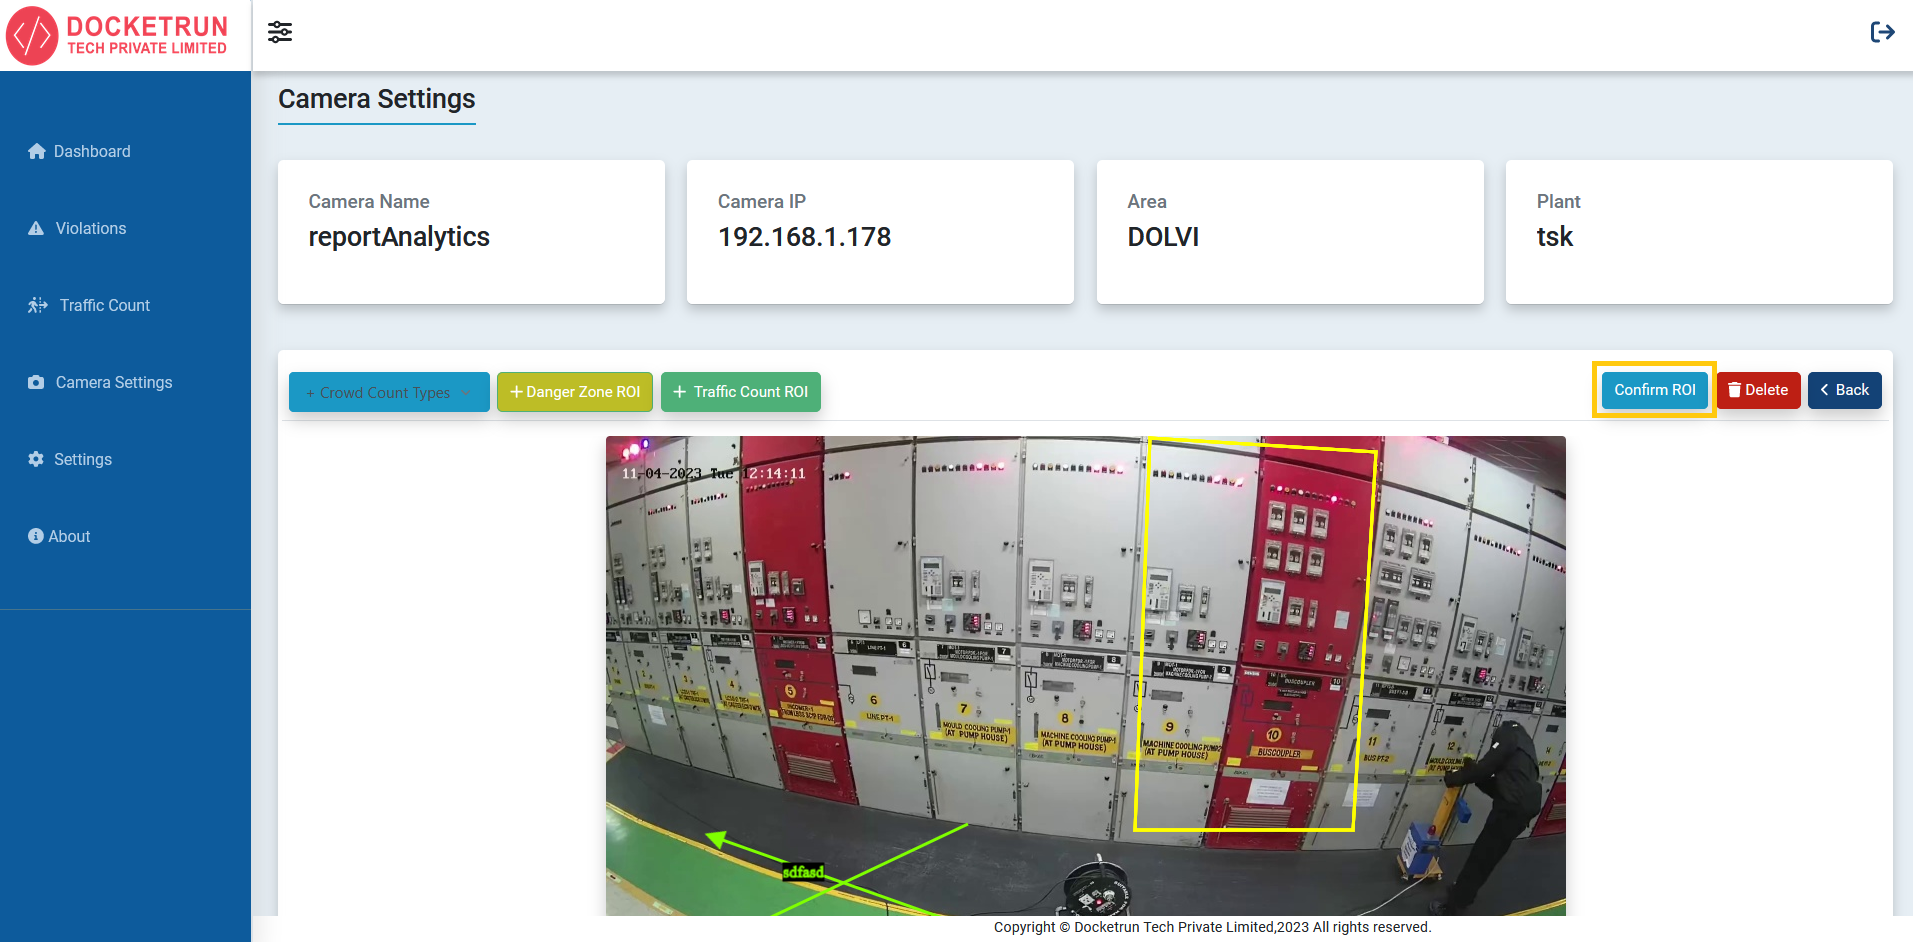 DOCKETRUN
TECH PRIVATE LIMITED
Camera Settings
Dashboard
Violations
Traffic Count
Camera Settings
Settings
About
Camera Name
reportAnalytics
Camera IP
192.168.1.178
Area
DOLVI
Plant
tsk
+ Crowd Count Types
+ Danger Zone ROI
+ Traffic Count ROI
Confirm ROI
Delete
Back
11-04-2023 Tue 12:14:11
5
INCOMER-1
6
LINE PT-1
7
MOULD COOLING PUMP-1
(AT PUMP HOUSE)
8
MACHINE COOLING PUMP-1
(AT PUMP HOUSE)
9
MACHINE COOLING PUMP2
(AT PUMP HOUSE)
10
BUSCOUPLER
11
BUS PT-2
12
sdfasd
Copyright © Docketrun Tech Private Limited,2023 All rights reserved.